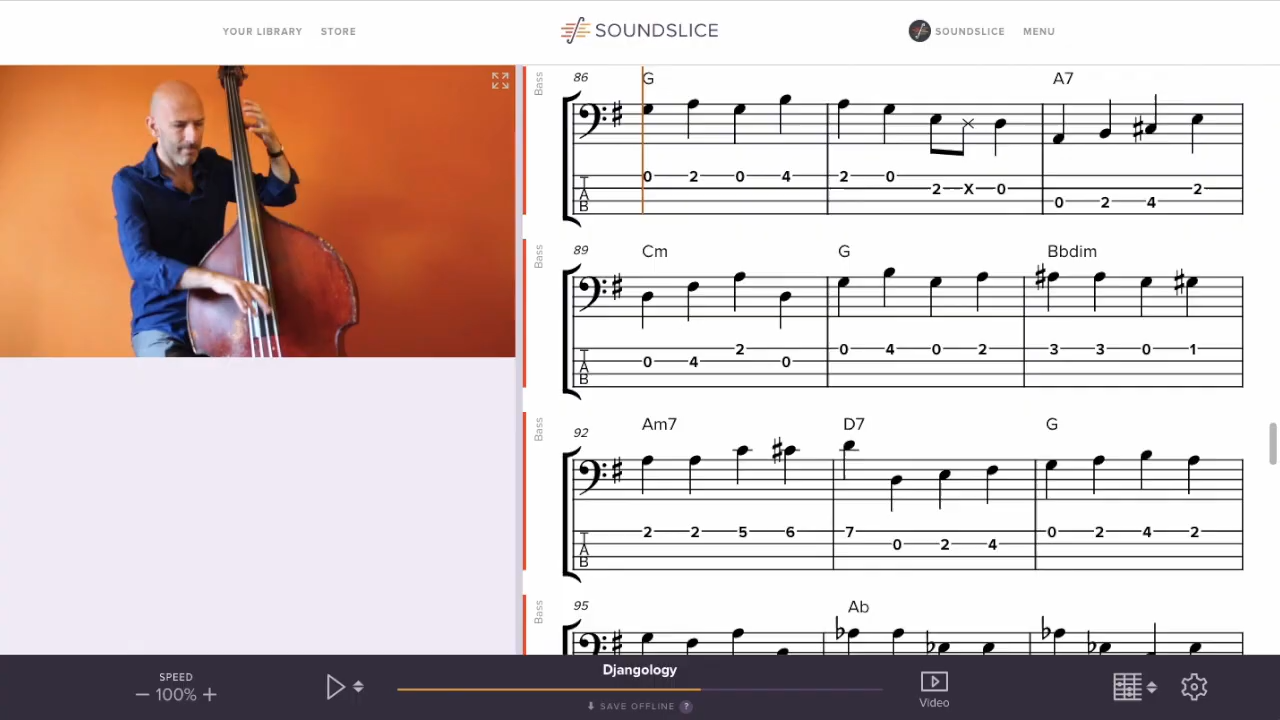 YOUR LIBRARY STORE SOUNDSLICE SOUNDSLICE MENU
Bass 86 G A7
0 2 0 4 2 0 2 X 0 0 2 4 2
TAB
Bass 89 Cm G Bbdim
0 4 2 0 0 4 0 2 3 3 0 1
TAB
Bass 92 Am7 D7 G
2 2 5 6 7 0 2 4 0 2 4 2
TAB
Bass 95 Ab
SPEED
100%
Djangology
SAVE OFFLINE ?
Video